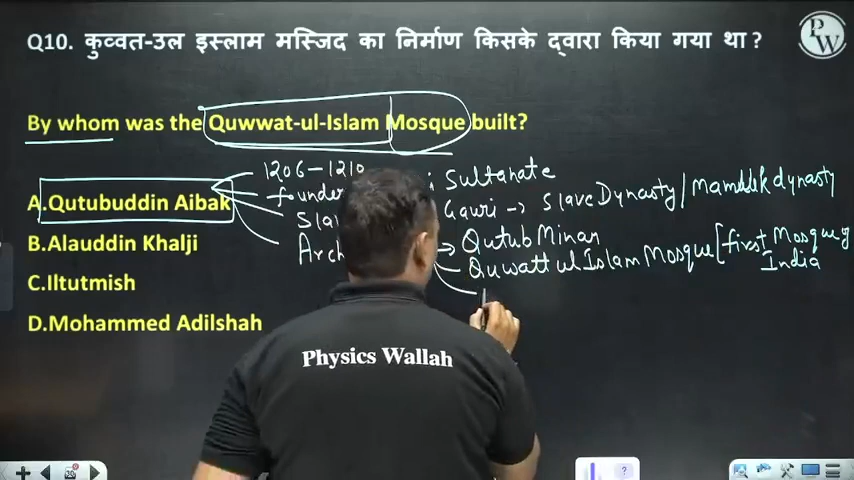 Q10. कुव्वत-उल इस्लाम मस्जिद का निर्माण किसके द्वारा किया गया था ?
PW
By whom was the Quwwat-ul-Islam Mosque built?
A.Qutubuddin Aibak
B.Alauddin Khalji
C.Iltutmish
D.Mohammed Adilshah
1206-1210
Sultanate
Gauri → Slave Dynasty/Mamluk dynasty
→ Qutub Minar
Quwatt ul Islam Mosque [first Mosque of
India
Physics Wallah